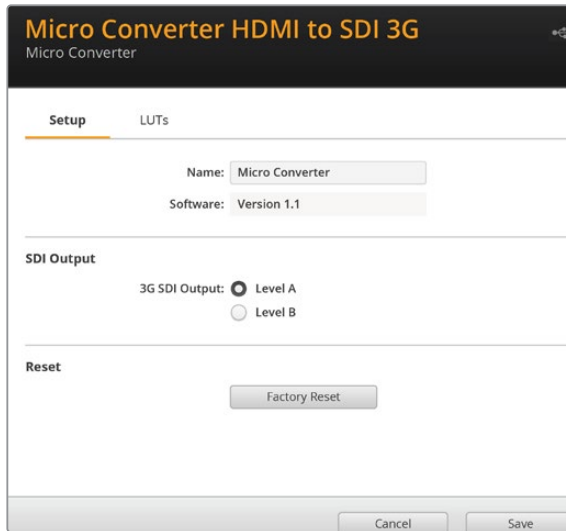 Micro Converter HDMI to SDI 3G
Micro Converter
Setup LUTs
Name: Micro Converter
Software: Version 1.1
SDI Output
3G SDI Output: Level A
Level B
Reset
Factory Reset
Cancel Save